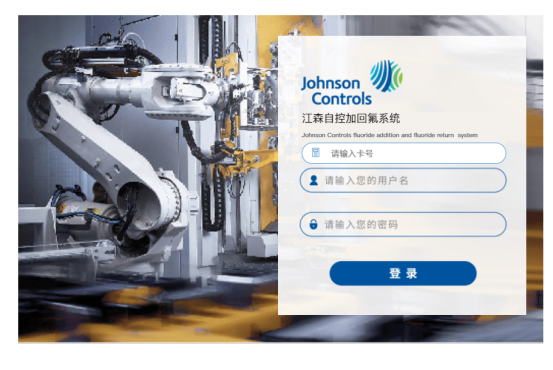 Johnson
Controls
江森自控加回氟系统
Johnson Controls fluoride addition and fluoride return system
请输入卡号
请输入您的用户名
请输入您的密码
登录